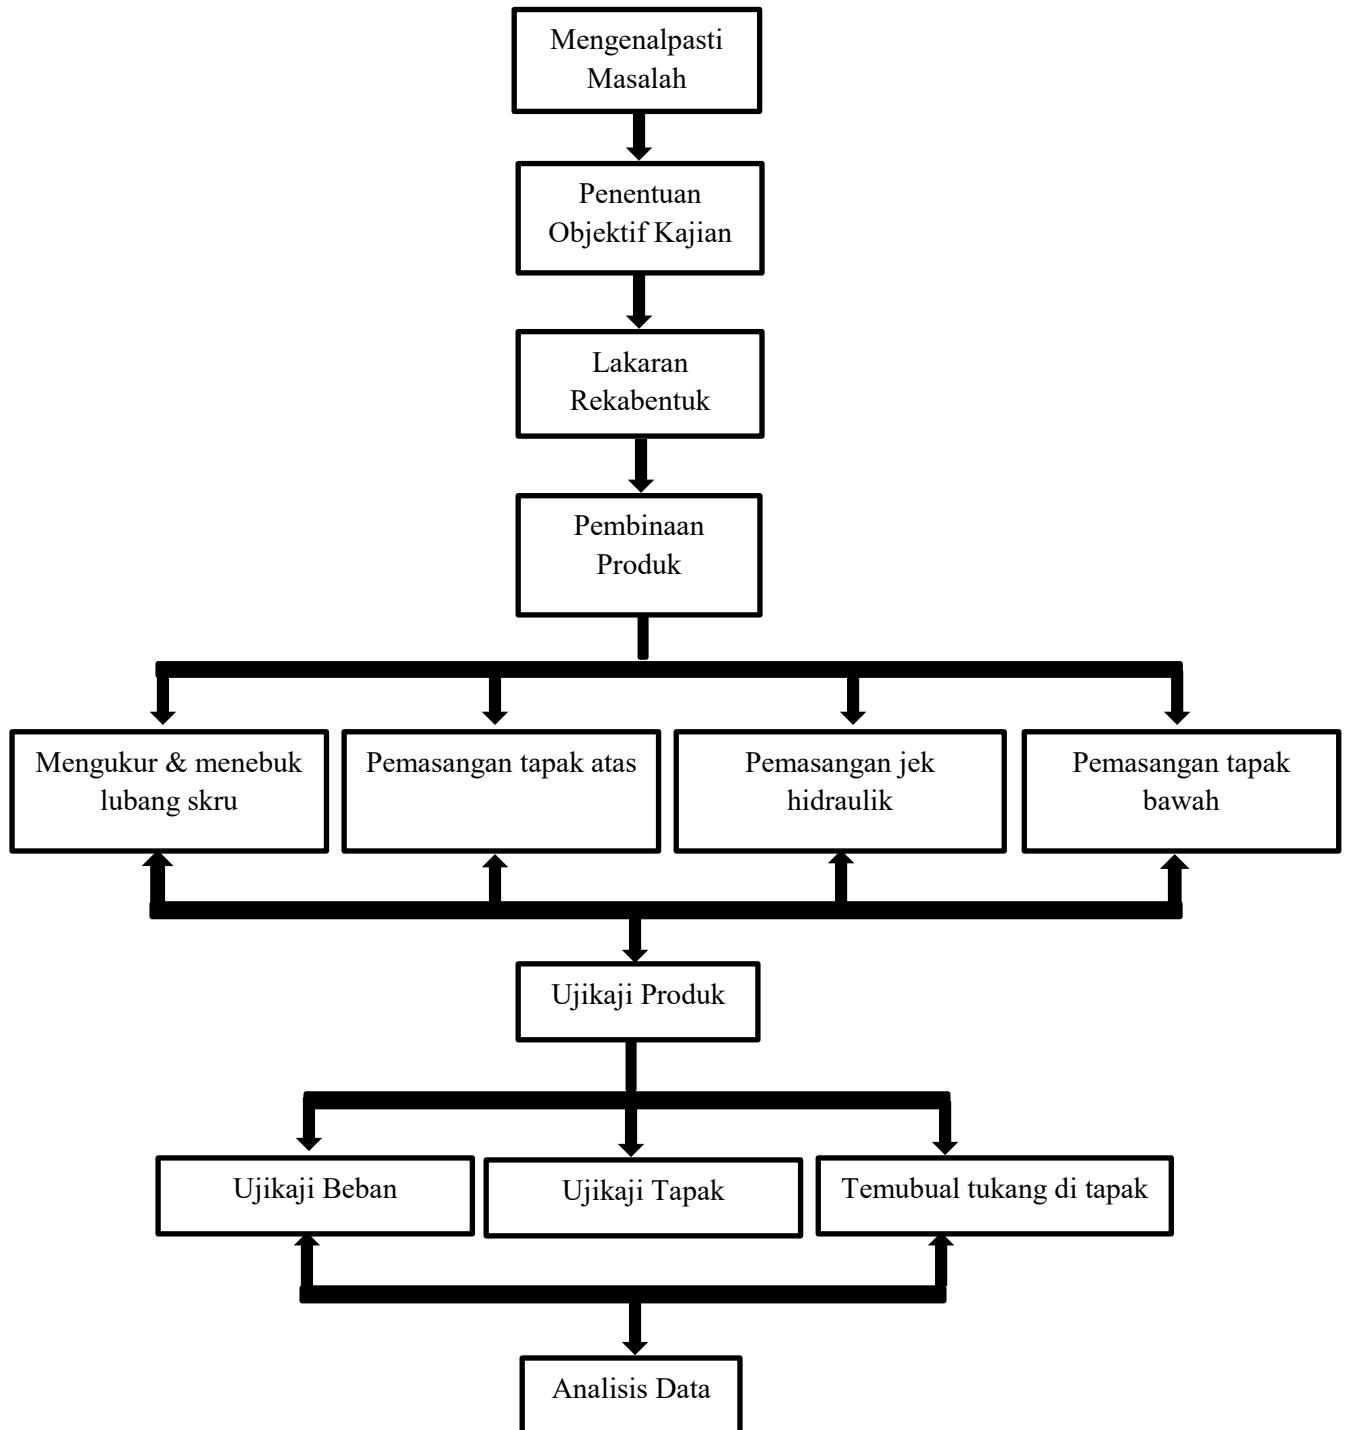 Mengenalpasti
Masalah
Penentuan
Objektif Kajian
Lakaran
Rekabentuk
Pembinaan
Produk
Mengukur & menebuk
lubang skru
Pemasangan tapak atas
Pemasangan jek
hidraulik
Pemasangan tapak
bawah
Ujikaji Produk
Ujikaji Beban
Ujikaji Tapak
Temubual tukang di tapak
Analisis Data